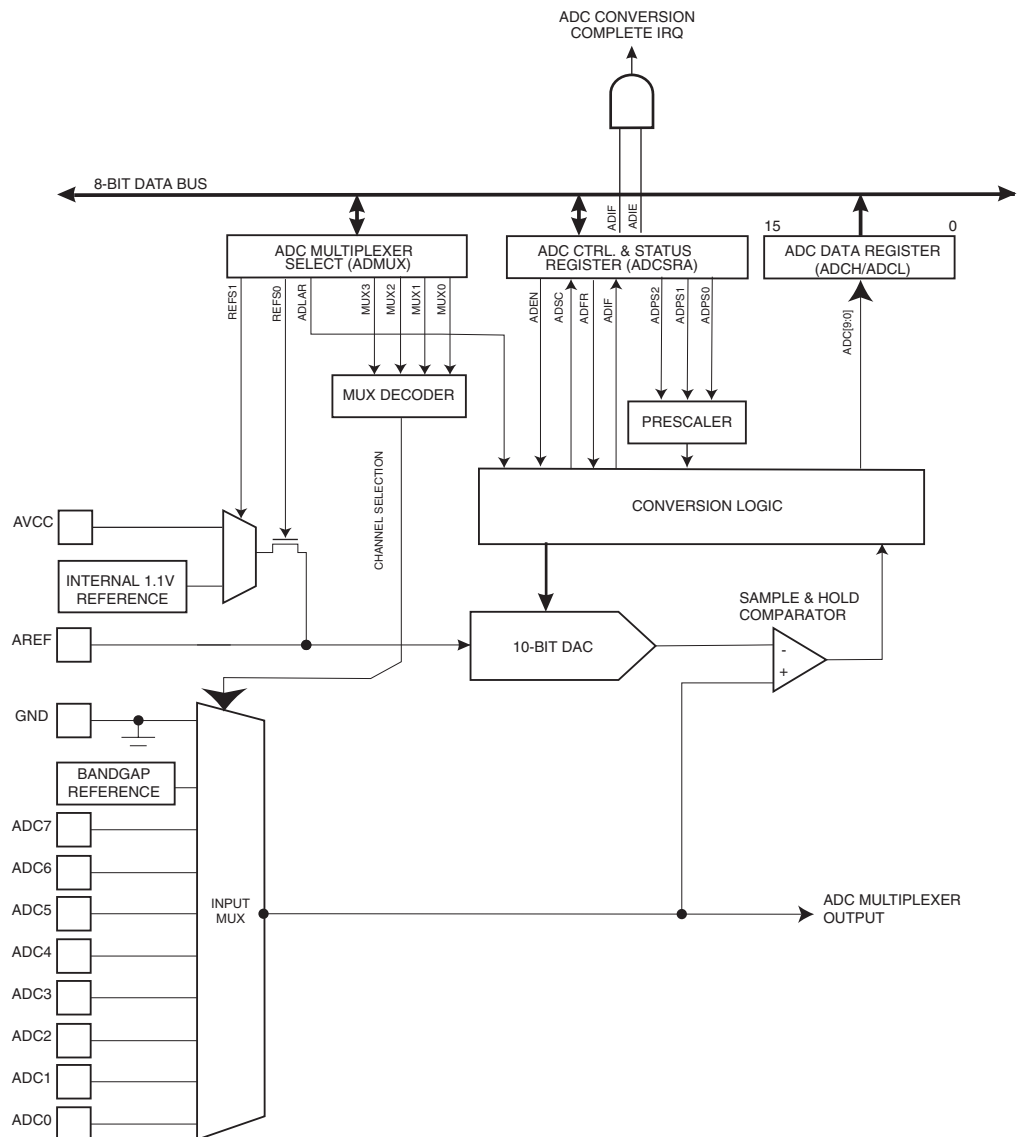 ADC CONVERSION
COMPLETE IRQ
8-BIT DATA BUS
ADIF
ADIE
15
0
ADC MULTIPLEXER
SELECT (ADMUX)
ADC CTRL. & STATUS
REGISTER (ADCSRA)
ADC DATA REGISTER
(ADCH/ADCL)
REFS1
REFS0
ADLAR
MUX3
MUX2
MUX1
MUX0
ADEN
ADSC
ADFR
ADIF
ADPS2
ADPS1
ADPS0
ADC[9:0]
MUX DECODER
PRESCALER
CHANNEL SELECTION
CONVERSION LOGIC
AVCC
INTERNAL 1.1V
REFERENCE
SAMPLE & HOLD
COMPARATOR
AREF
10-BIT DAC
-
+
GND
BANDGAP
REFERENCE
ADC7
ADC6
ADC5
INPUT
MUX
ADC MULTIPLEXER
OUTPUT
ADC4
ADC3
ADC2
ADC1
ADC0